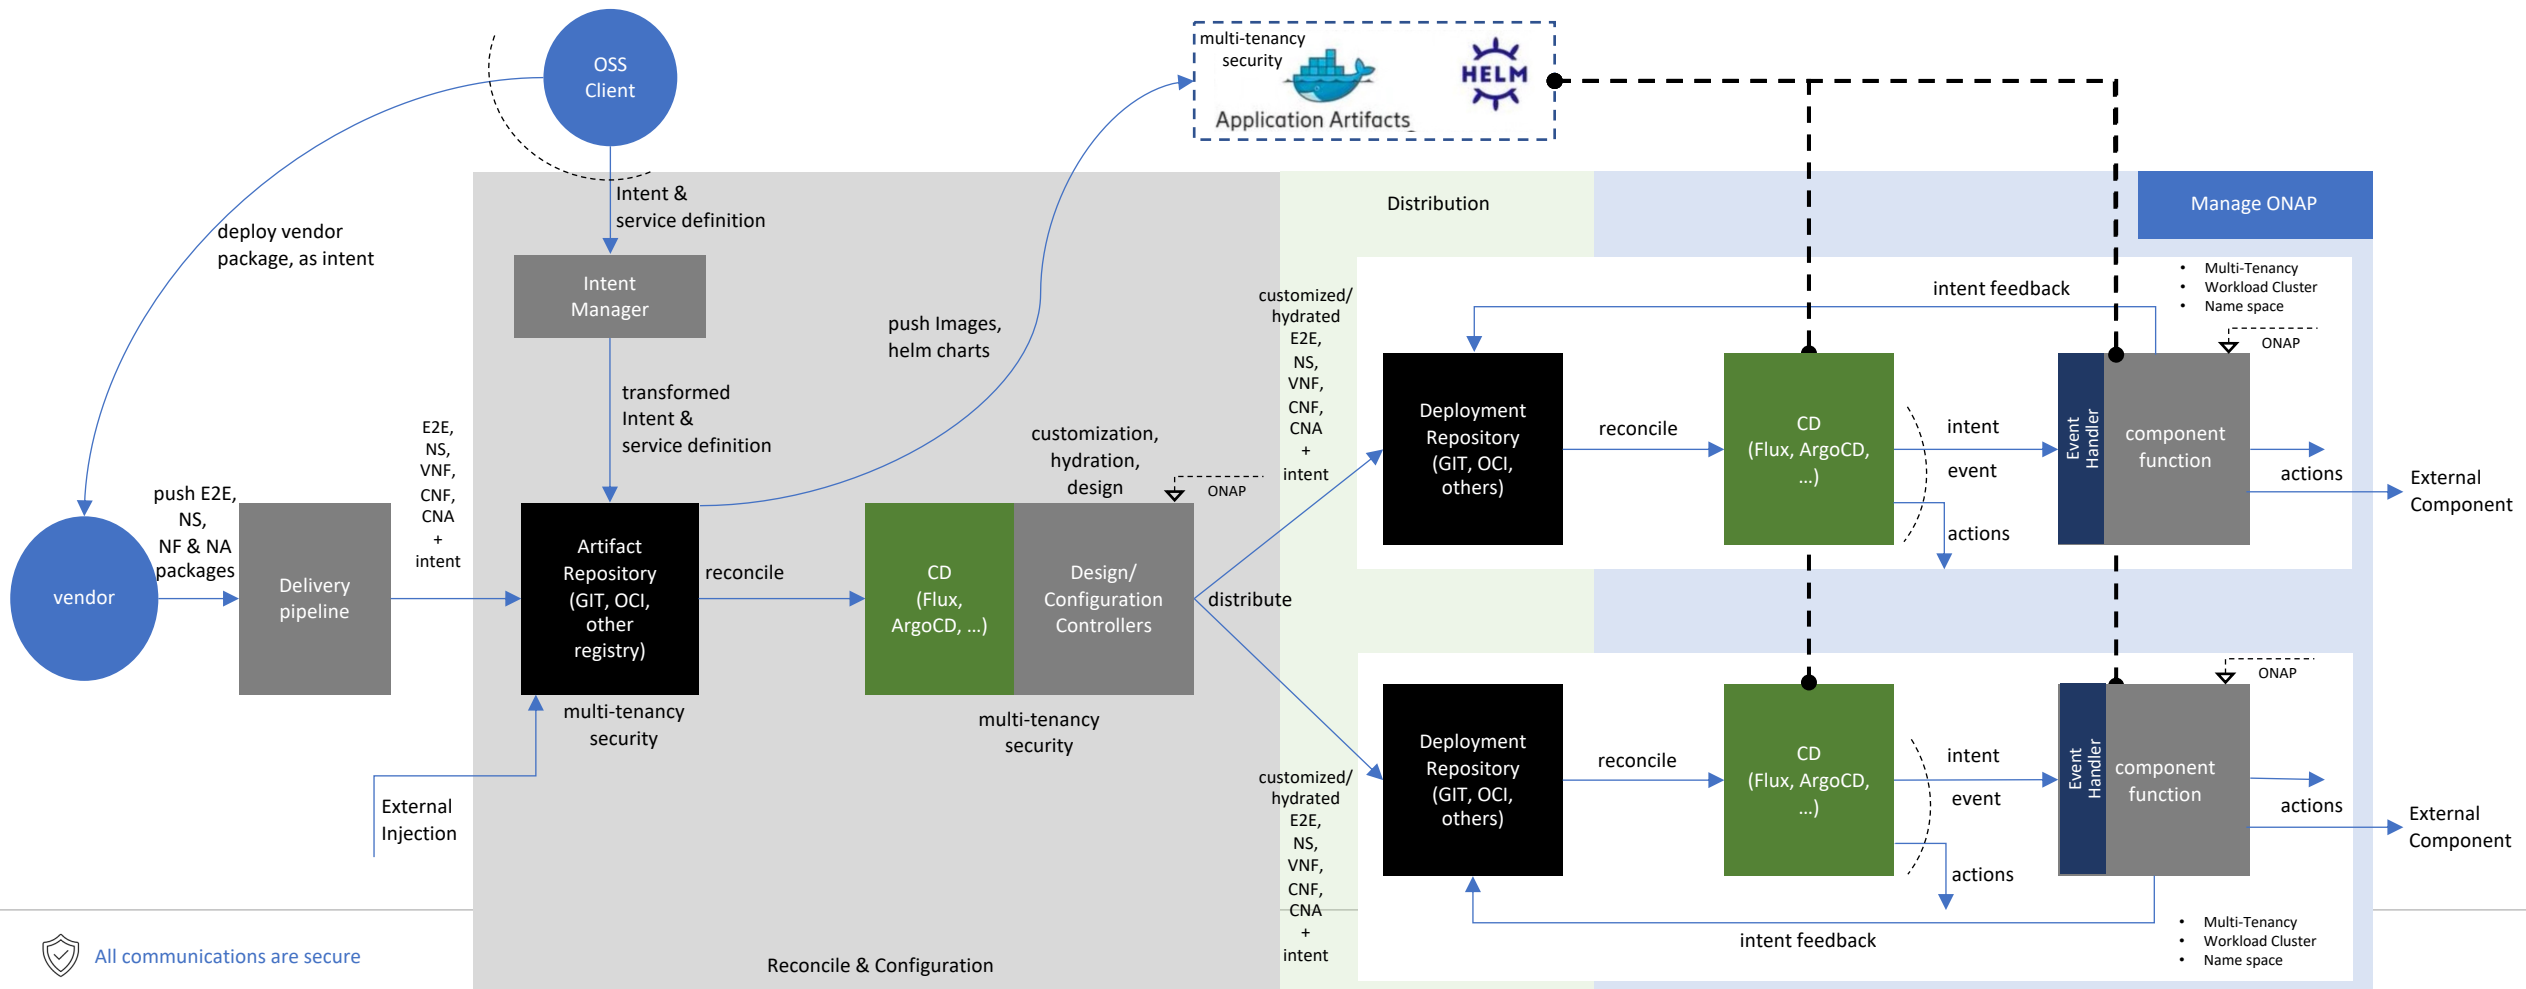 OSS
Client
multi-tenancy
security
HELM
Application Artifacts
Intent &
service definition
deploy vendor
package, as intent
Distribution
Manage ONAP
Intent
Manager
push Images,
helm charts
transformed
Intent &
service definition
customization,
hydration,
design
ONAP
E2E,
NS,
VNF,
CNF,
CNA
+
intent
push E2E,
NS,
NF & NA
packages
vendor
Delivery
pipeline
Artifact
Repository
(GIT, OCI,
other
registry)
reconcile
CD
(Flux,
ArgoCD, ...)
Design/
Configuration
Controllers
distribute
multi-tenancy
security
multi-tenancy
security
External
Injection
customized/
hydrated
E2E,
NS,
VNF,
CNF,
CNA
+
intent
intent feedback
• Multi-Tenancy
• Workload Cluster
• Name space
ONAP
Deployment
Repository
(GIT, OCI,
others)
reconcile
CD
(Flux, ArgoCD,
...)
intent
event
actions
Event
Handler
component
function
actions
External
Component
customized/
hydrated
E2E,
NS,
VNF,
CNF,
CNA
+
intent
ONAP
Deployment
Repository
(GIT, OCI,
others)
reconcile
CD
(Flux, ArgoCD,
...)
intent
event
actions
Event
Handler
component
function
actions
External
Component
intent feedback
• Multi-Tenancy
• Workload Cluster
• Name space
All communications are secure
Reconcile & Configuration